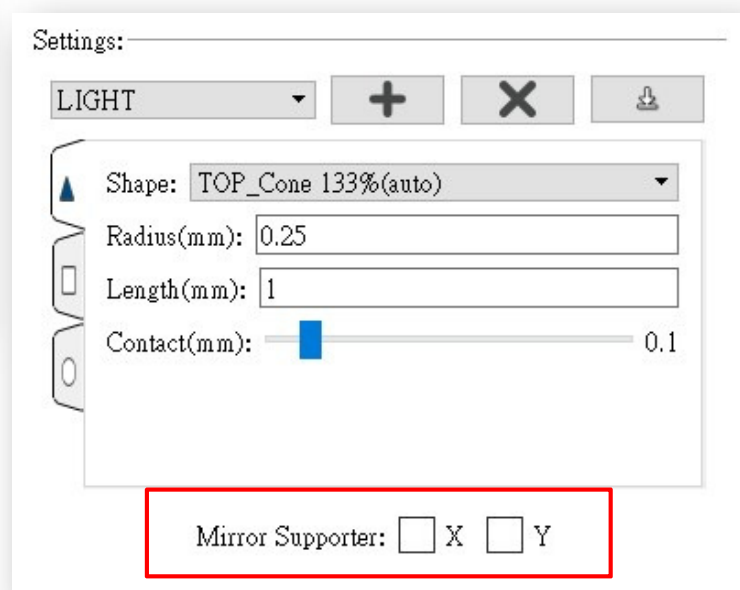 Settings:
LIGHT
Shape: TOP_Cone 133%(auto)
Radius(mm): 0.25
Length(mm): 1
Contact(mm): 0.1
Mirror Supporter: X Y